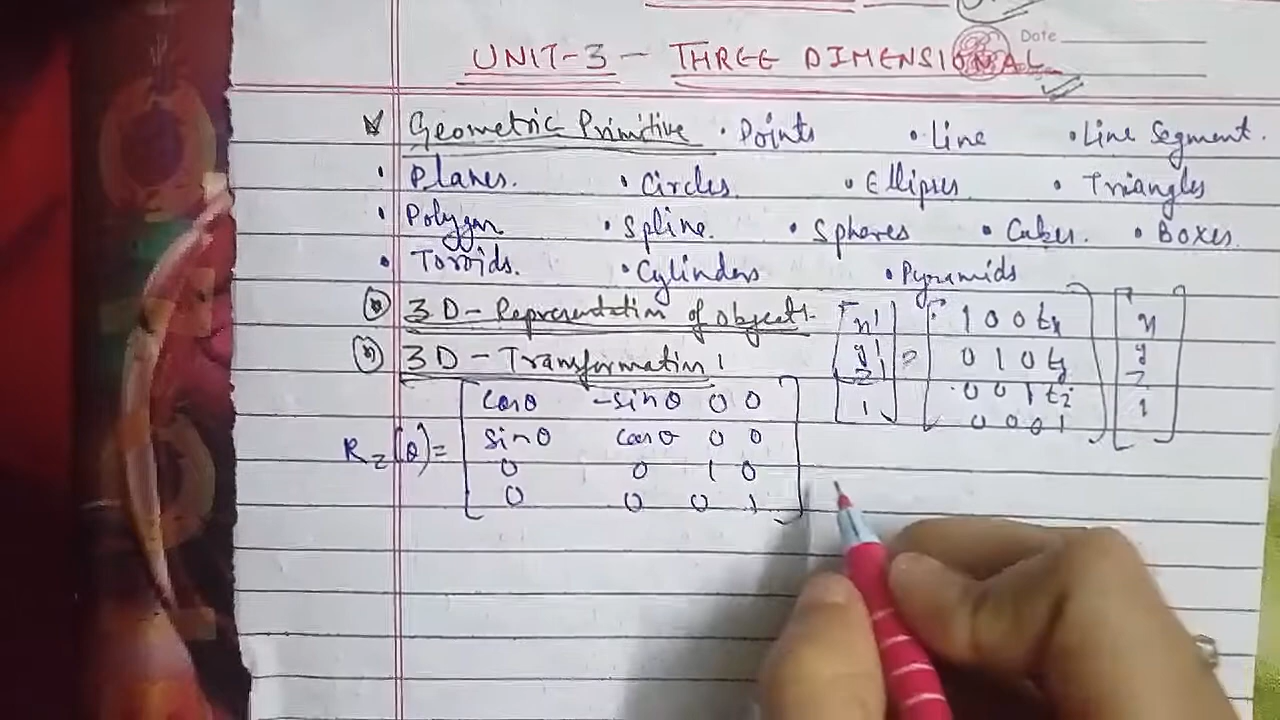 Date
UNIT-3 - THREE DIMENSIONAL
Geometric Primitive • Points • Line • Line Segment.
• Planes. • Circles. • Ellipses • Triangles
• Polygon • Spline. • Spheres • Cubes. • Boxes.
• Toroids. • Cylinders • Pyramids
3D-Representation of objects-
3D-Transformation:
x' 1 0 0 tx x
y' = 0 1 0 ty y
z' 0 0 1 tz z
1 0 0 0 1 1
cosθ -sinθ 0 0
Rz(θ)= sinθ cosθ 0 0
0 0 1 0
0 0 0 1